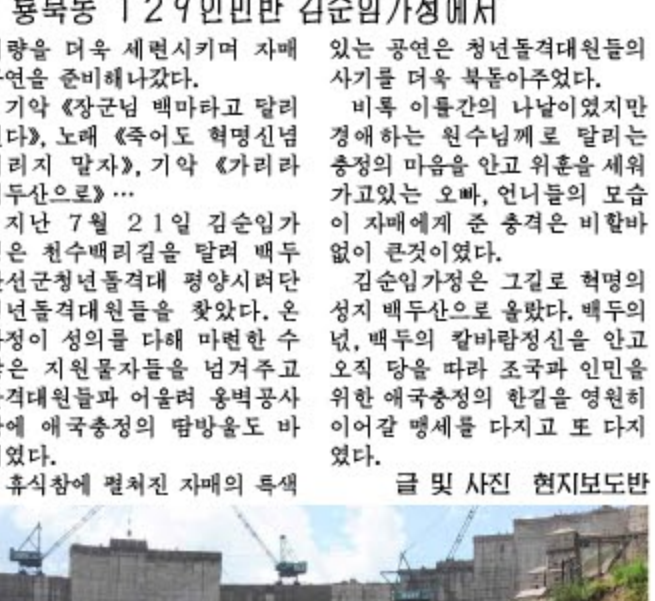 룡북동 129인민반 김순임가정에서
량을 더욱 세련시키며 자매
연을 준비해나갔다.
기악 《장군님 백마타고 달리
다》, 노래 《죽어도 혁명신념
리지 말자》, 기악 《가리라
두산으로》…
지난 7월 21일 김순임가
은 천수백리길을 달려 백두
선군청년돌격대 평양시려단
년돌격대원들을 찾았다. 온
정이 성의를 다해 마련한 수
은 지원물자들을 넘겨주고
격대원들과 어울려 옹벽공사
에 애국충정의 땀방울도 바
였다.
휴식참에 펼쳐진 자매의 특색
있는 공연은 청년돌격대원들의
사기를 더욱 북돋아주었다.
비록 이틀간의 나날이였지만
경애하는 원수님께로 달리는
충정의 마음을 안고 위훈을 세워
가고있는 오빠, 언니들의 모습
이 자매에게 준 충격은 비할바
없이 큰것이였다.
김순임가정은 그길로 혁명의
성지 백두산으로 올랐다. 백두의
넋, 백두의 칼바람정신을 안고
오직 당을 따라 조국과 인민을
위한 애국충정의 한길을 영원히
이어갈 맹세를 다지고 또 다지
였다.
글 및 사진 현지보도반